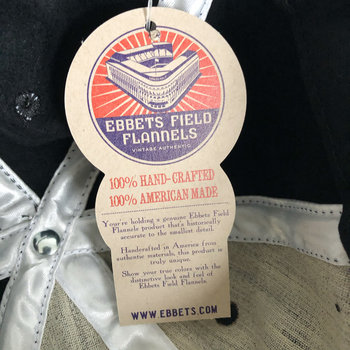 EBBETS FIELD
FLANNELS
VINTAGE AUTHENTIC
100% HAND-CRAFTED
100% AMERICAN MADE
You're holding a genuine Ebbets Field
Flannels product that's historically
accurate to the smallest detail.
Handcrafted in America from
authentic materials, this product is
truly unique.
Show your true colors with the
distinctive look and feel of
Ebbets Field Flannels.
WWW.EBBETS.COM